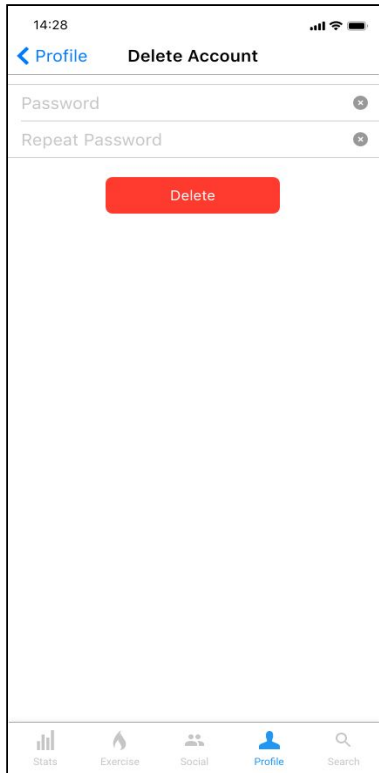 14:28
Profile Delete Account
Password
Repeat Password
Delete
Stats Exercise Social Profile Search